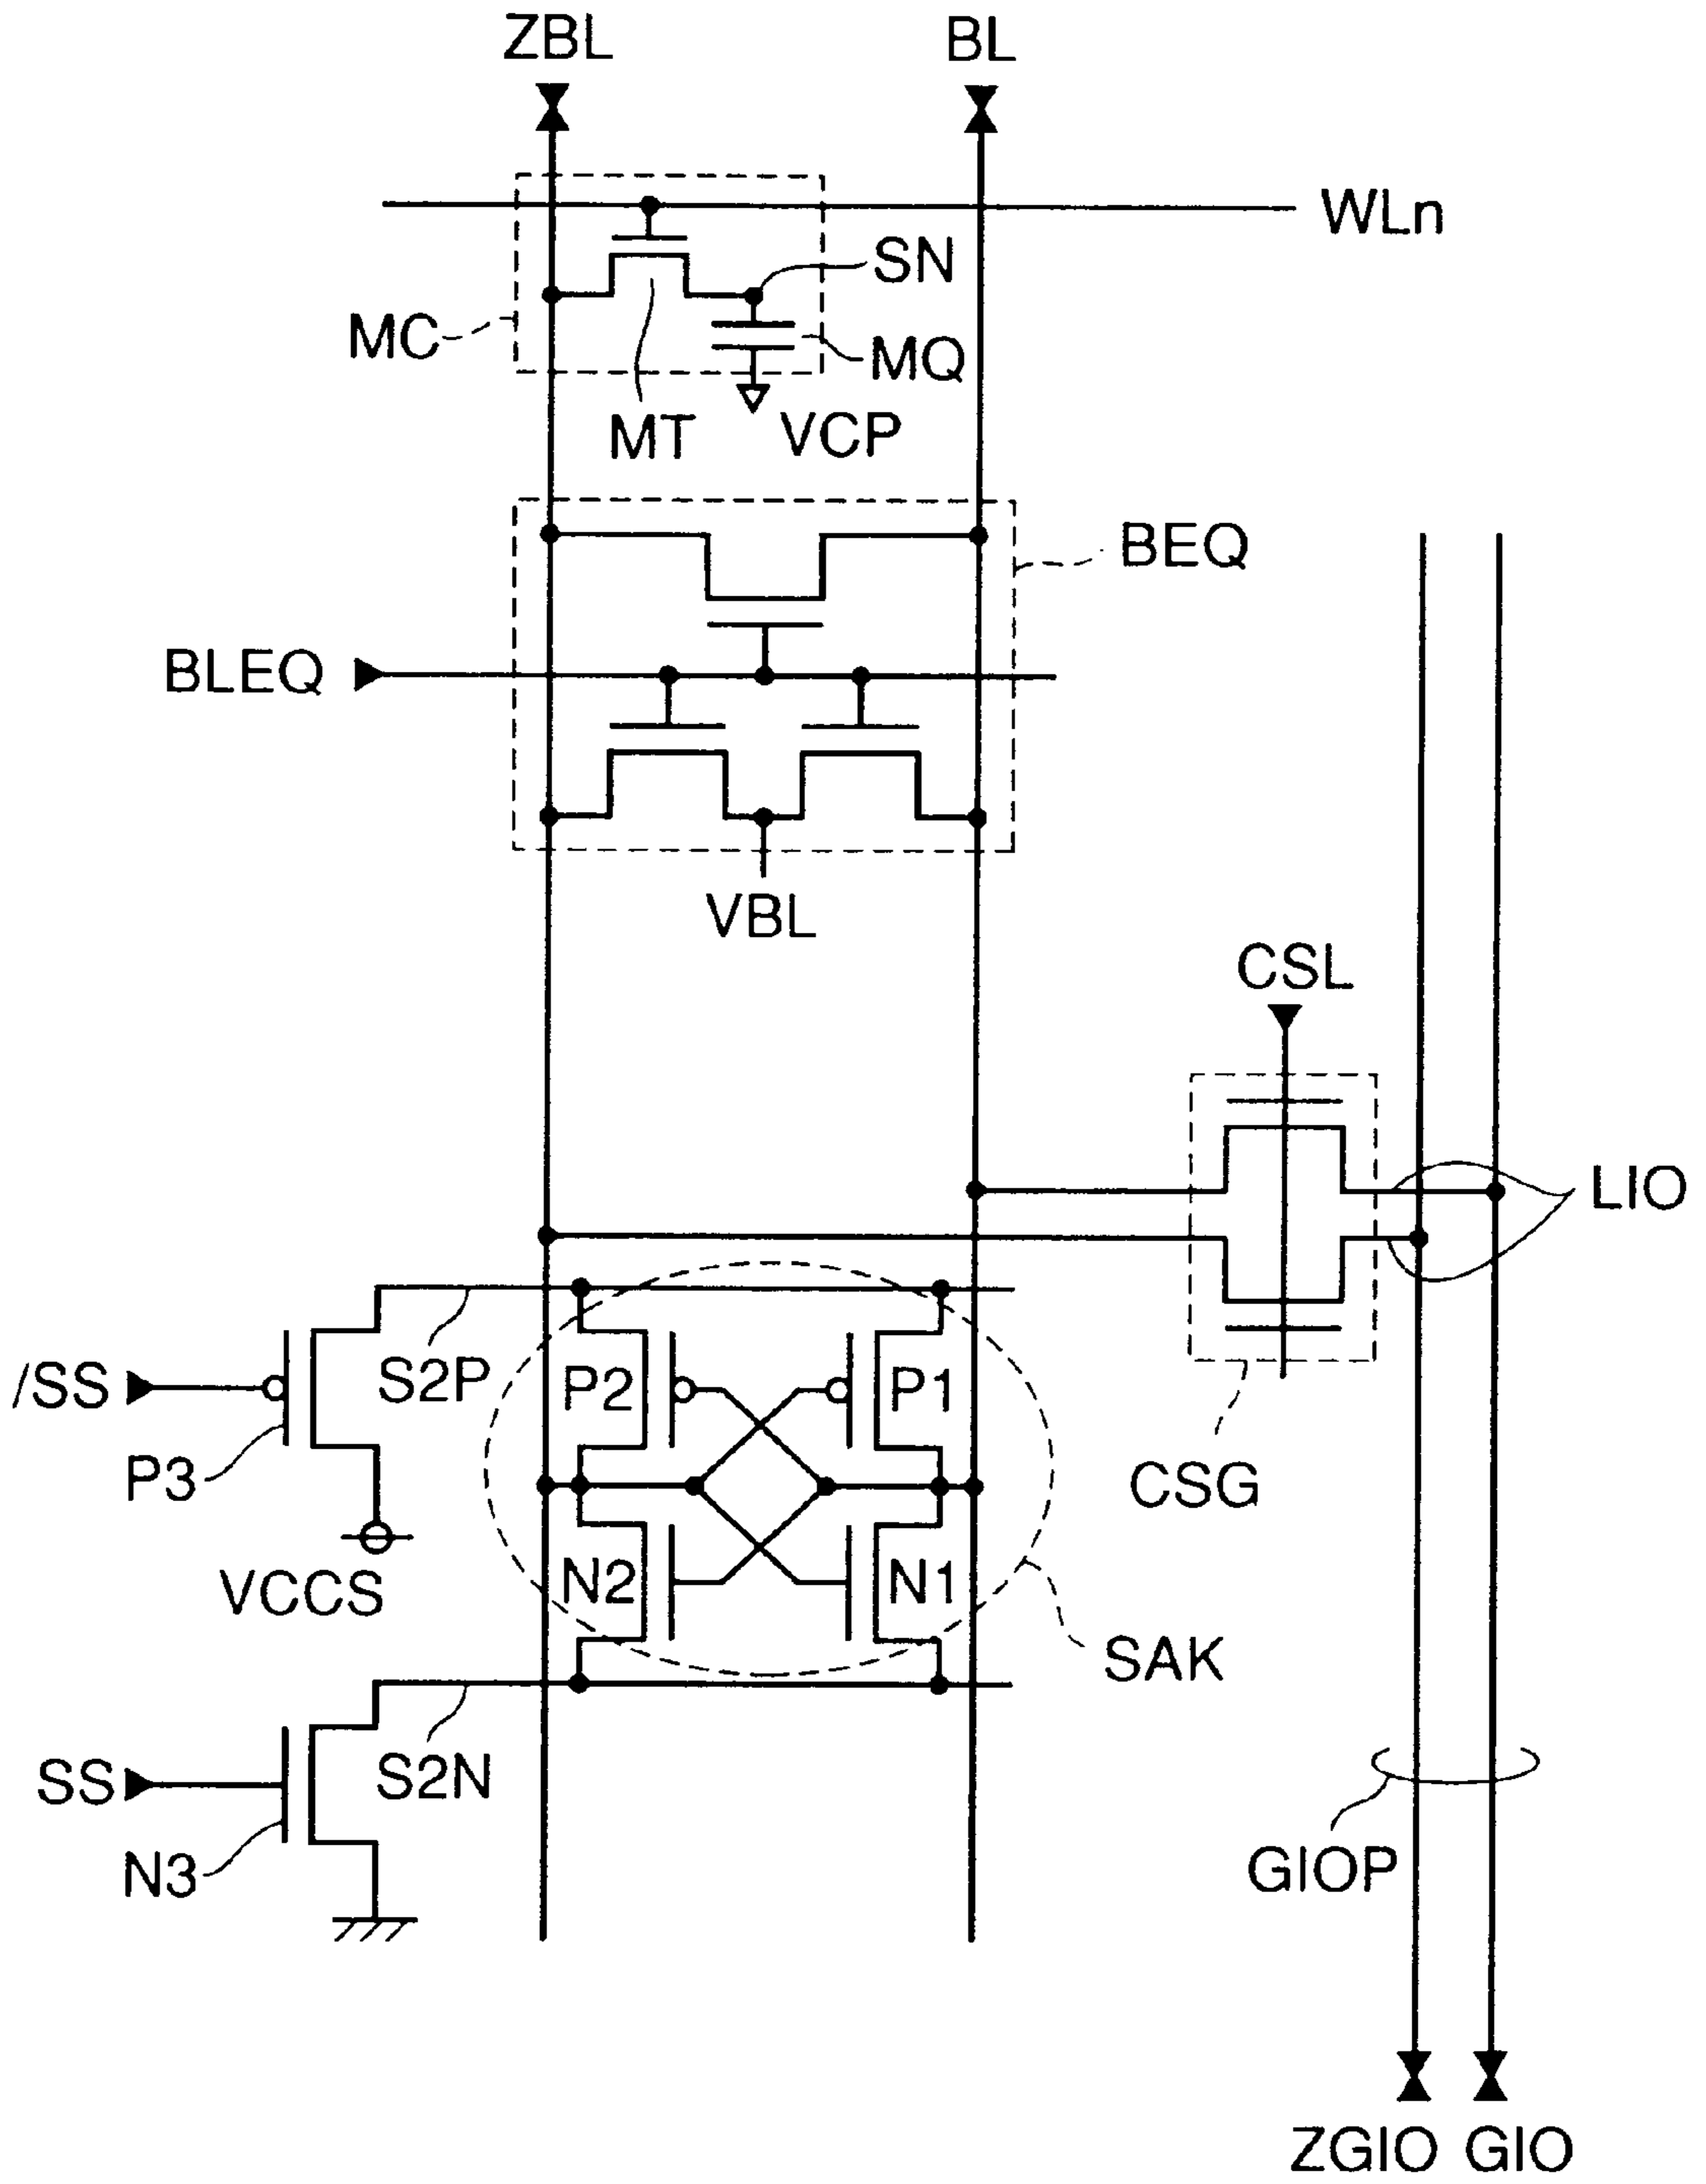 ZBL
BL
WLn
SN
MC
MQ
MT
VCP
BEQ
BLEQ
VBL
CSL
LIO
/SS
S2P
P2
P1
P3
CSG
VCCS
N2
N1
SAK
SS
S2N
N3
GIOP
ZGIO
GIO